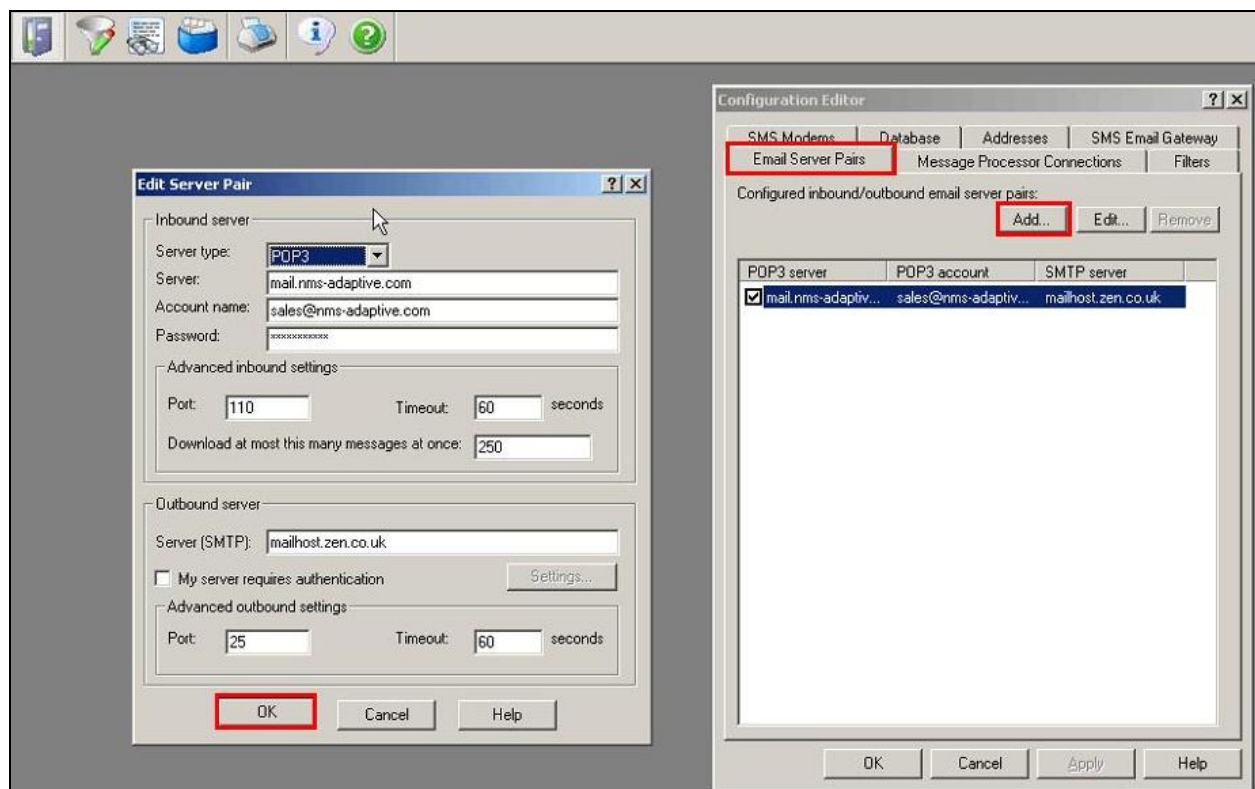 Edit Server Pair
Inbound server
Server type: POP3
Server: mail.nms-adaptive.com
Account name: sales@nms-adaptive.com
Password: ***********
Advanced inbound settings
Port: 110 Timeout: 60 seconds
Download at most this many messages at once: 250
Outbound server
Server (SMTP): mailhost.zen.co.uk
My server requires authentication Settings...
Advanced outbound settings
Port: 25 Timeout: 60 seconds
OK Cancel Help
Configuration Editor
SMS Modems Database Addresses SMS Email Gateway
Email Server Pairs Message Processor Connections Filters
Configured inbound/outbound email server pairs:
Add... Edit... Remove
POP3 server POP3 account SMTP server
mail.nms-adaptiv... sales@nms-adaptiv... mailhost.zen.co.uk
OK Cancel Apply Help